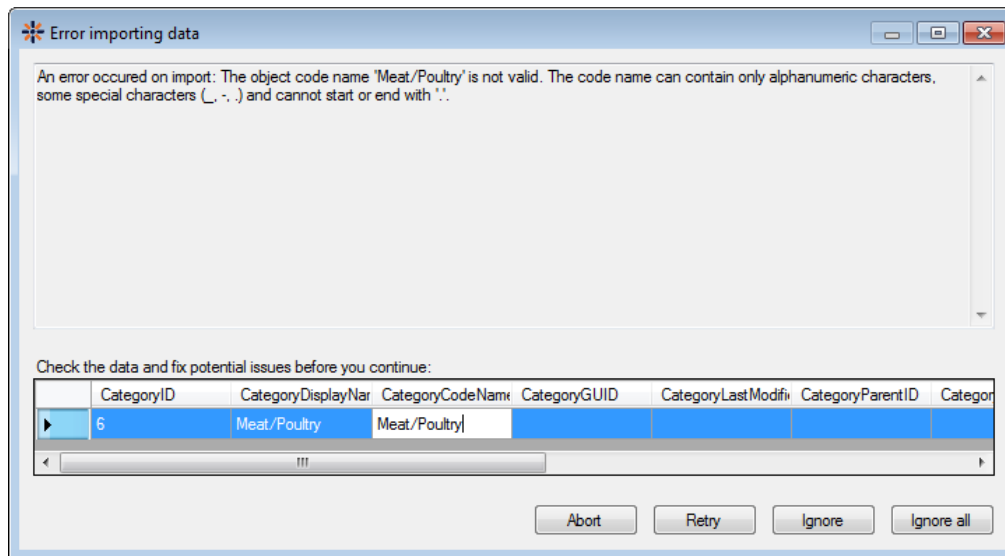 Error importing data
An error occured on import: The object code name 'Meat/Poultry' is not valid. The code name can contain only alphanumeric characters,
some special characters (_, -, .) and cannot start or end with '.'.
Check the data and fix potential issues before you continue:
CategoryID CategoryDisplayNar CategoryCodeName CategoryGUID CategoryLastModifi CategoryParentID Categor
6 Meat/Poultry Meat/Poultry
Abort Retry Ignore Ignore all